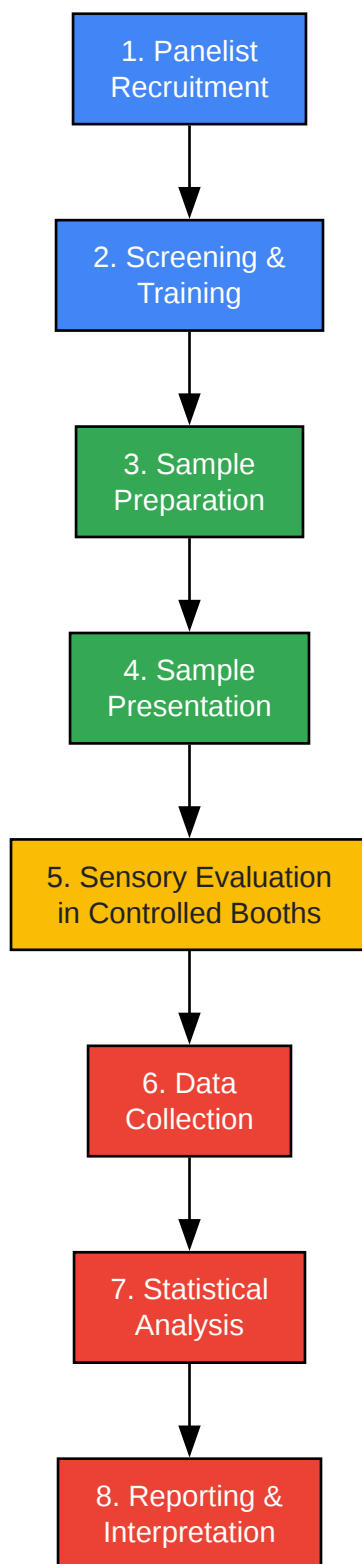 1. Panelist
Recruitment
2. Screening &
Training
3. Sample
Preparation
4. Sample
Presentation
5. Sensory Evaluation
in Controlled Booths
6. Data
Collection
7. Statistical
Analysis
8. Reporting &
Interpretation